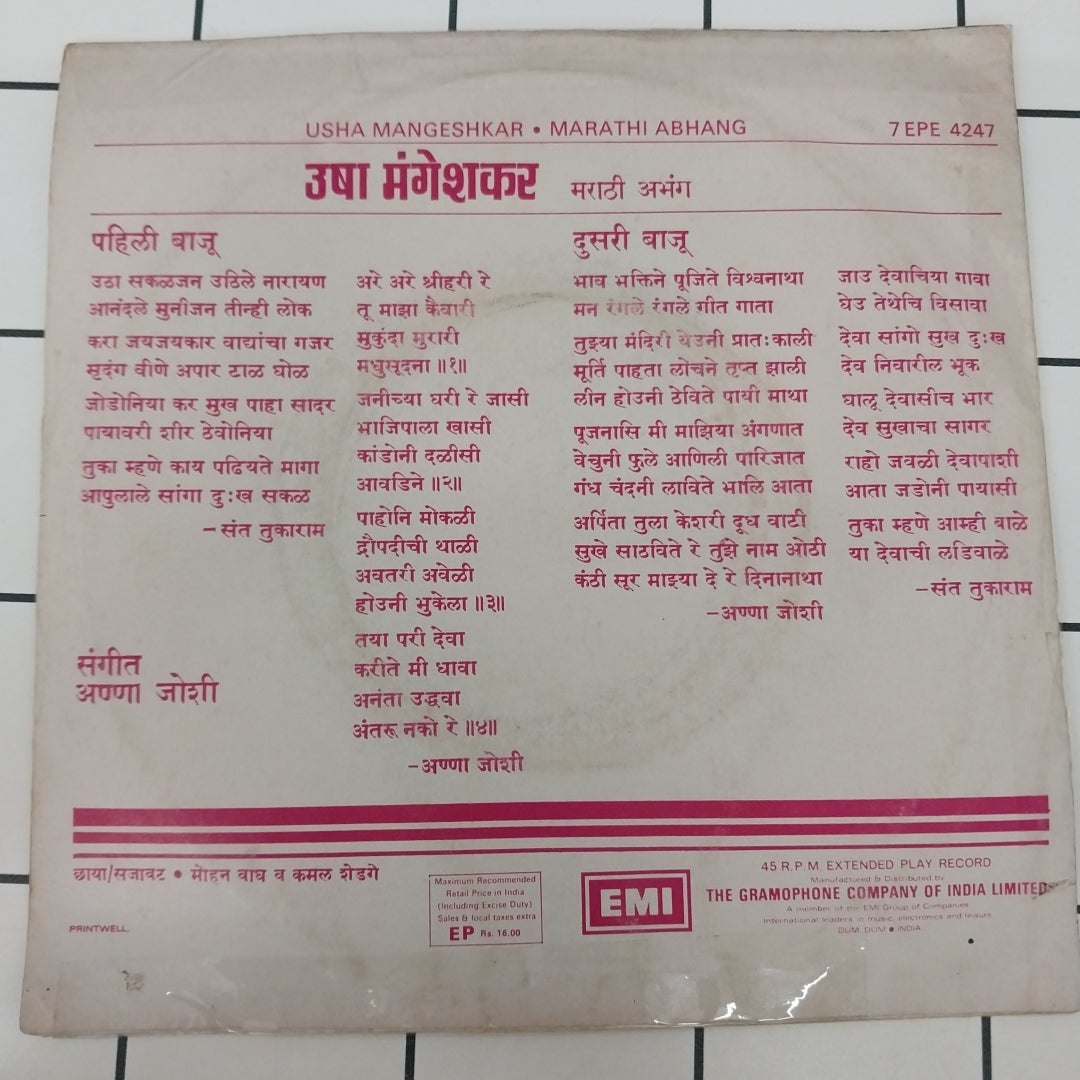 USHA MANGESHKAR • MARATHI ABHANG
7 EPE 4247
उषा मंगेशकर मराठी अभंग
पहिली बाजू
उठा सकळजन उठिले नारायण
आनंदले मुनीजन तीन्ही लोक
करा जयजयकार वाद्यांचा गजर
मृदंग वीणे अपार टाळ घोळ
जोडोनिया कर मुख पाहा सादर
पायावरी शीर ठेवोनिया
तुका म्हणे काय पढियते मागा
आपुलाले सांगा दुःख सकळ
-संत तुकाराम
संगीत
अण्णा जोशी
अरे अरे श्रीहरी रे
तू माझा कैवारी
मुकुंदा मुरारी
मधुसूदना ॥१॥
जनीच्या घरी रे जासी
भाजिपाला खासी
कांडोनी दळीसी
आवडिने ॥२॥
पाहोनि मोकळी
द्रौपदीची थाळी
अवतरी अवेळी
होउनी भुकेला ॥३॥
तया परी देवा
करीते मी धावा
अनंता उद्धवा
अंतरू नको रे ॥४॥
-अण्णा जोशी
दुसरी बाजू
भाव भक्तिने पूजिते विश्वनाथा
मन रंगले रंगले गीत गाता
तुझ्या मंदिरी येउनी प्रातःकाली
मूर्ति पाहता लोचने तृप्त झाली
लीन होउनी ठेविते पायी माथा
पूजनासि मी माझिया अंगणात
वेचुनी फुले आणिली पारिजात
गंध चंदनी लाविते भालि आता
अर्पिता तुला केशरी दूध वाटी
सुखे साठविते रे तुझे नाम ओठी
कंठी सूर माझ्या दे रे दिनानाथा
-अण्णा जोशी
जाउ देवाचिया गावा
घेउ तेथेचि विसावा
देवा सांगो सुख दुःख
देव निवारील भूक
घालू देवासीच भार
देव सुखाचा सागर
राहो जवळी देवापाशी
आता जडोनी पायासी
तुका म्हणे आम्ही बाळे
या देवाची लडिवाळे
-संत तुकाराम
छाया/सजावट • मोहन वाघ व कमल शेडगे
PRINTWELL,
Maximum Recommended
Retail Price in India
(Including Excise Duty)
Sales & local taxes extra
EP Rs. 16.00
EMI
45 R.P.M. EXTENDED PLAY RECORD
Manufactured & Distributed by
THE GRAMOPHONE COMPANY OF INDIA LIMITED
A member of the EMI Group of Companies
International leaders in music, electronics and leisure
DUM DUM • INDIA